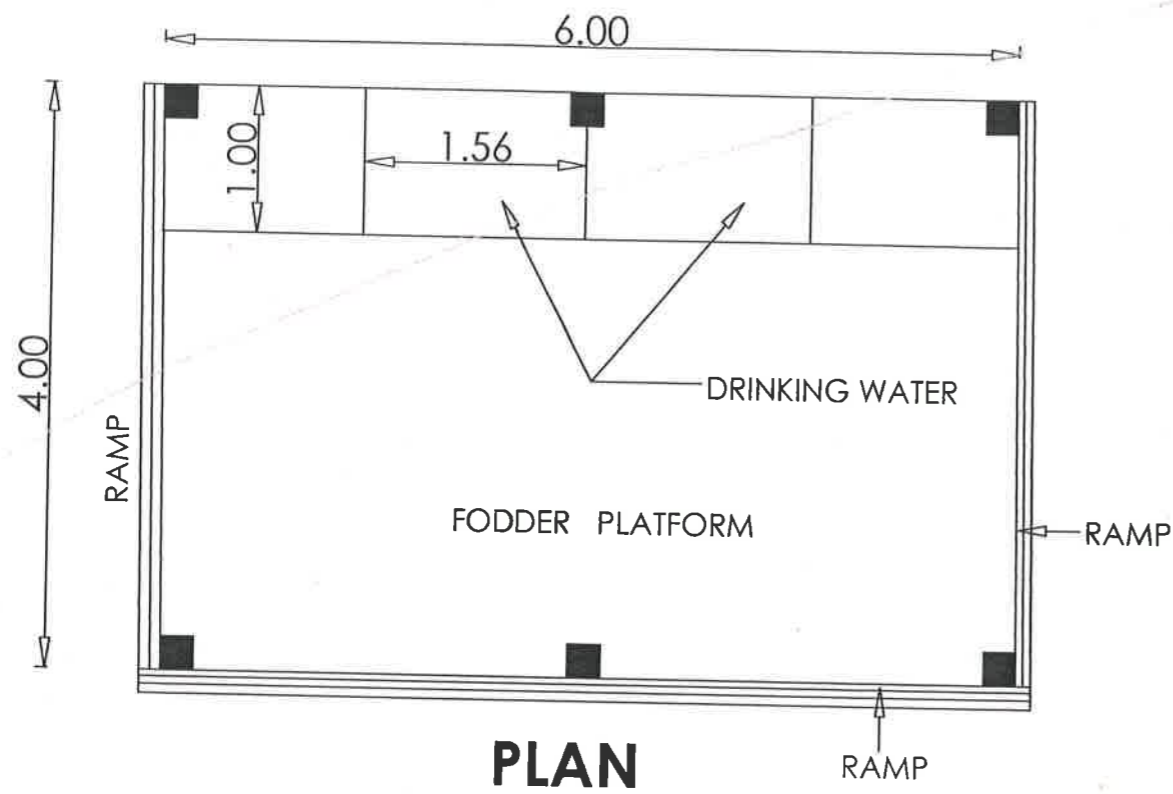 6.00
1.00
1.56
4.00
DRINKING WATER
RAMP
FODDER PLATFORM
RAMP
PLAN
RAMP